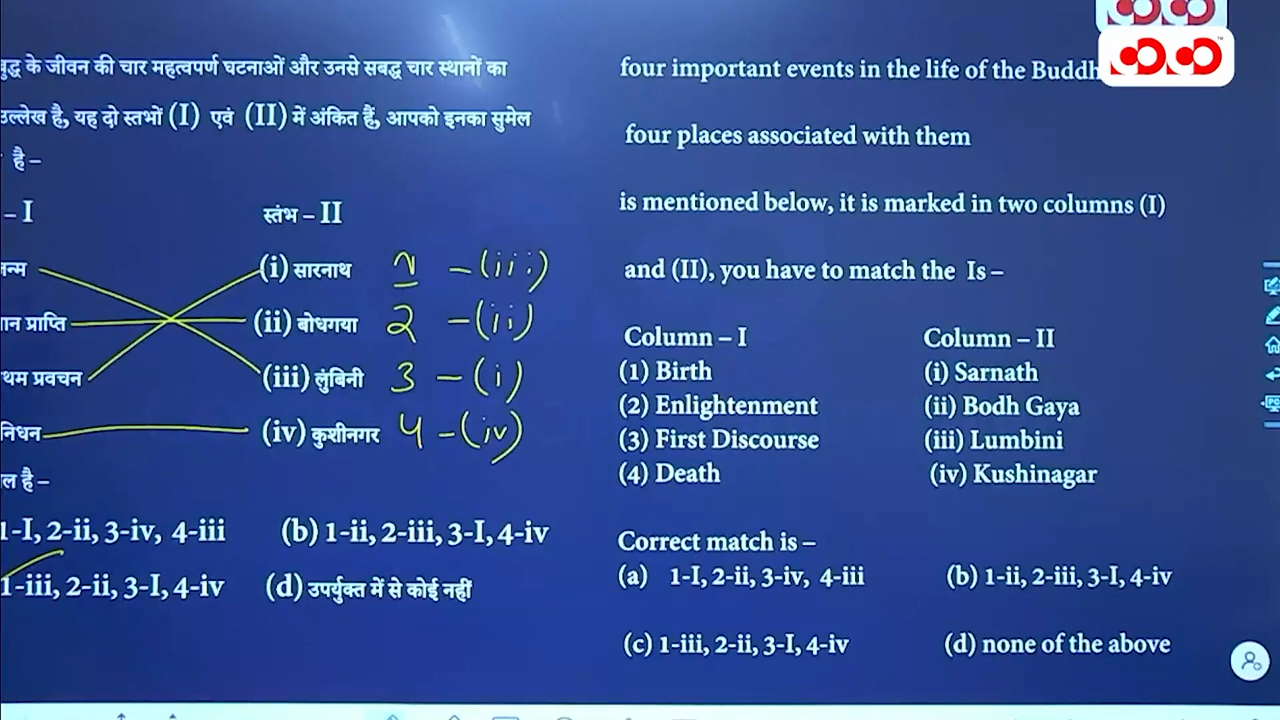 बुद्ध के जीवन की चार महत्वपर्ण घटनाओं और उनसे सबद्ध चार स्थानों का
उल्लेख है, यह दो स्तभों (I) एवं (II) में अंकित हैं, आपको इनका सुमेल
है –
– I स्तंभ – II
न्म (i) सारनाथ 1 – (iii)
ान प्राप्ति (ii) बोधगया 2 – (ii)
थम प्रवचन (iii) लुंबिनी 3 – (i)
निधन (iv) कुशीनगर 4 – (iv)
ल है –
1-I, 2-ii, 3-iv, 4-iii (b) 1-ii, 2-iii, 3-I, 4-iv
1-iii, 2-ii, 3-I, 4-iv (d) उपर्युक्त में से कोई नहीं
four important events in the life of the Buddh
four places associated with them
is mentioned below, it is marked in two columns (I)
and (II), you have to match the Is –
Column – I Column – II
(1) Birth (i) Sarnath
(2) Enlightenment (ii) Bodh Gaya
(3) First Discourse (iii) Lumbini
(4) Death (iv) Kushinagar
Correct match is –
(a) 1-I, 2-ii, 3-iv, 4-iii (b) 1-ii, 2-iii, 3-I, 4-iv
(c) 1-iii, 2-ii, 3-I, 4-iv (d) none of the above